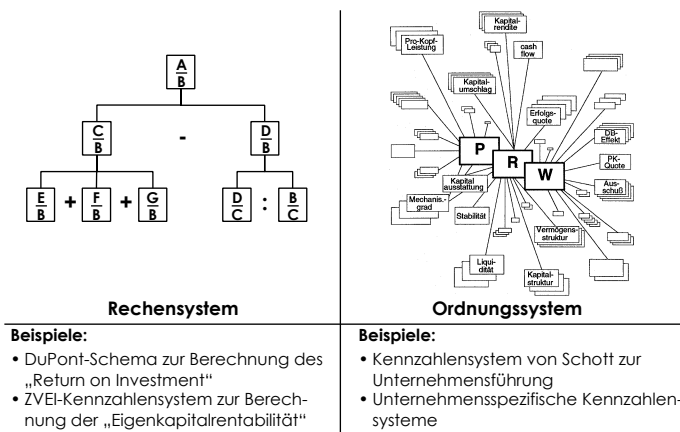 A
B
C
B
-
D
B
E
B
+
F
B
+
G
B
D
C
:
B
C
Rechensystem
Kapital-
rendite
Pro-Kopf-
Leistung
cash
flow
Kapital-
umschlag
Erfolgs-
quote
DB-
Effekt
P
R
W
PK-
Quote
Kapital
ausstattung
Aus-
schuß
Mechanis.-
grad
Stabilität
Vermögens-
struktur
Liqui-
dität
Kapital-
struktur
Ordnungssystem
Beispiele:
• DuPont-Schema zur Berechnung des
„Return on Investment“
• ZVEI-Kennzahlensystem zur Berech-
nung der „Eigenkapitalrentabilität“
Beispiele:
• Kennzahlensystem von Schott zur
Unternehmensführung
• Unternehmensspezifische Kennzahlen-
systeme